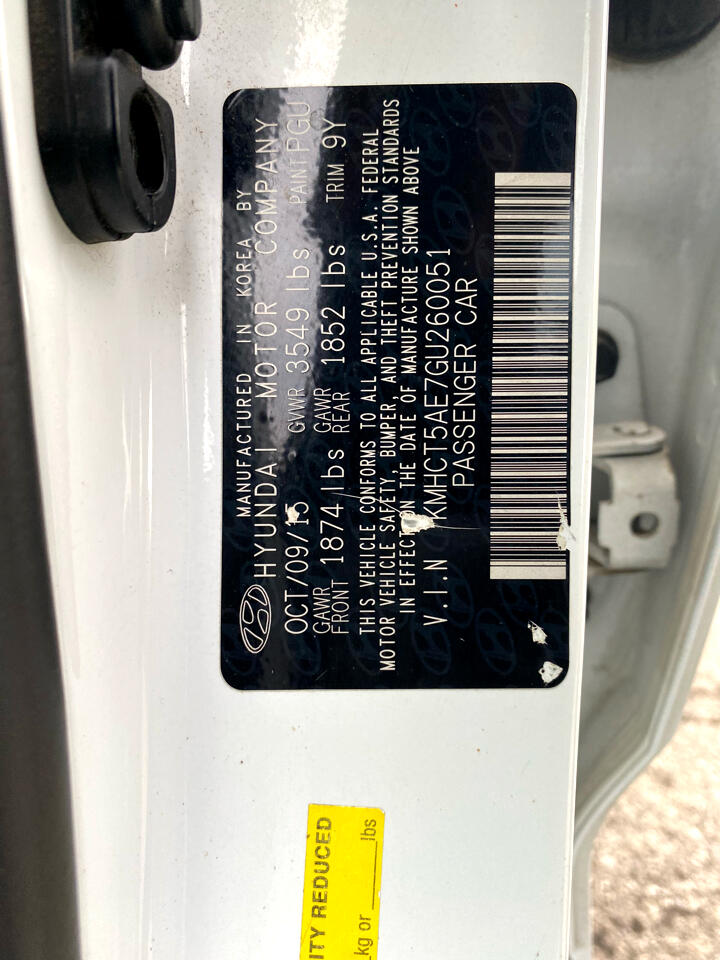 MANUFACTURED IN KOREA BY
HYUNDAI MOTOR COMPANY
OCT/09/15 GVWR 3549 lbs PAINT PGU
GAWR FRONT 1874 lbs GAWR REAR 1852 lbs TRIM 9Y
THIS VEHICLE CONFORMS TO ALL APPLICABLE U.S.A. FEDERAL
MOTOR VEHICLE SAFETY, BUMPER, AND THEFT PREVENTION STANDARDS
IN EFFECT ON THE DATE OF MANUFACTURE SHOWN ABOVE
V.I.N KMHCT5AE7GU260051
PASSENGER CAR
ITY REDUCED
kg or ____lbs